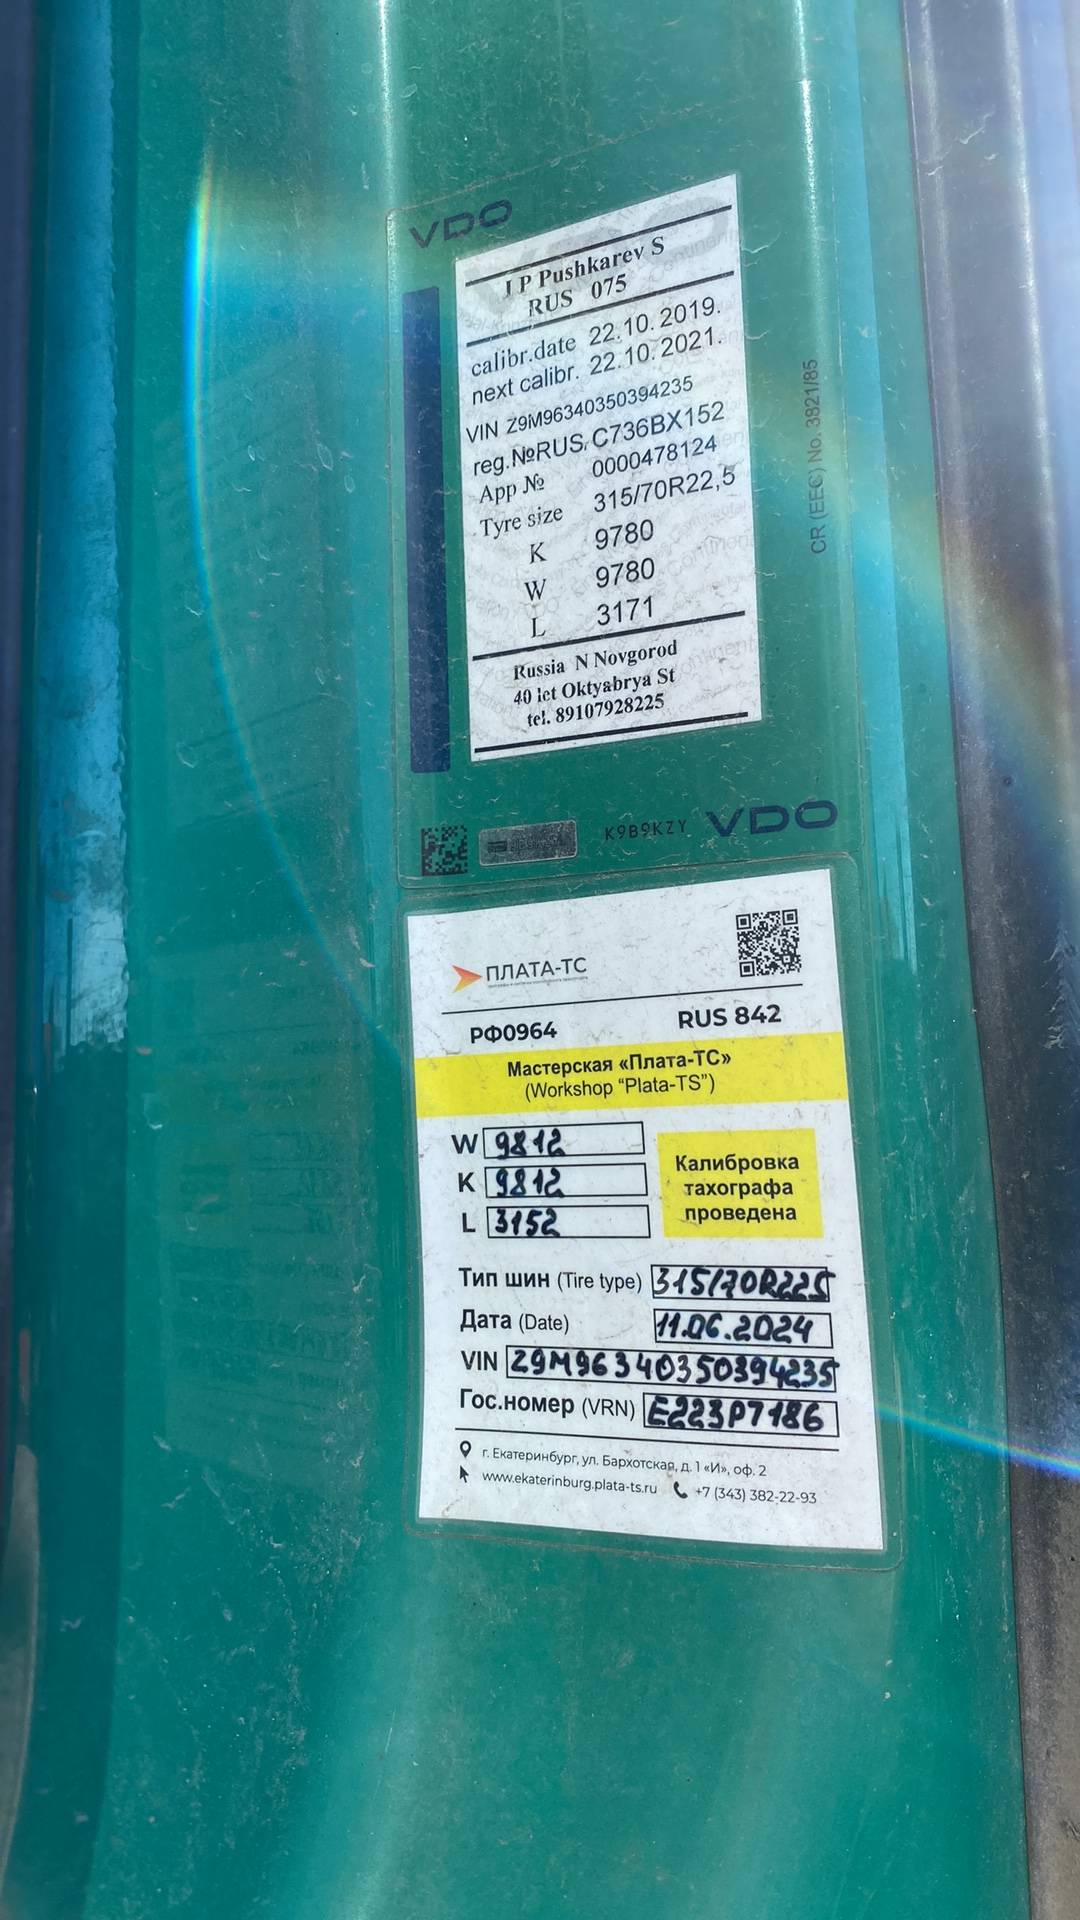 VDO
I P Pushkarev S
RUS 075
calibr.date 22.10.2019.
next calibr. 22.10.2021.
VIN Z9M96340350394235
reg.№RUS, C736BX152
App № 0000478124
Tyre size 315/70R22,5
K 9780
W 9780
L 3171
Russia N Novgorod
40 let Oktyabrya St
tel. 89107928225
CR (EEC) No. 3821/85
K9B9KZY VDO
ПЛАТА-ТС
РФ0964 RUS 842
Мастерская «Плата-ТС»
(Workshop “Plata-TS”)
W 9812
K 9812
L 3152
Калибровка
тахографа
проведена
Тип шин (Tire type) 315/70R225
Дата (Date) 11.06.2024
VIN Z9M96340350394235
Гос.номер (VRN) E223P7186
г. Екатеринбург, ул. Бархотская, д. 1 «И», оф. 2
www.ekaterinburg.plata-ts.ru +7 (343) 382-22-93